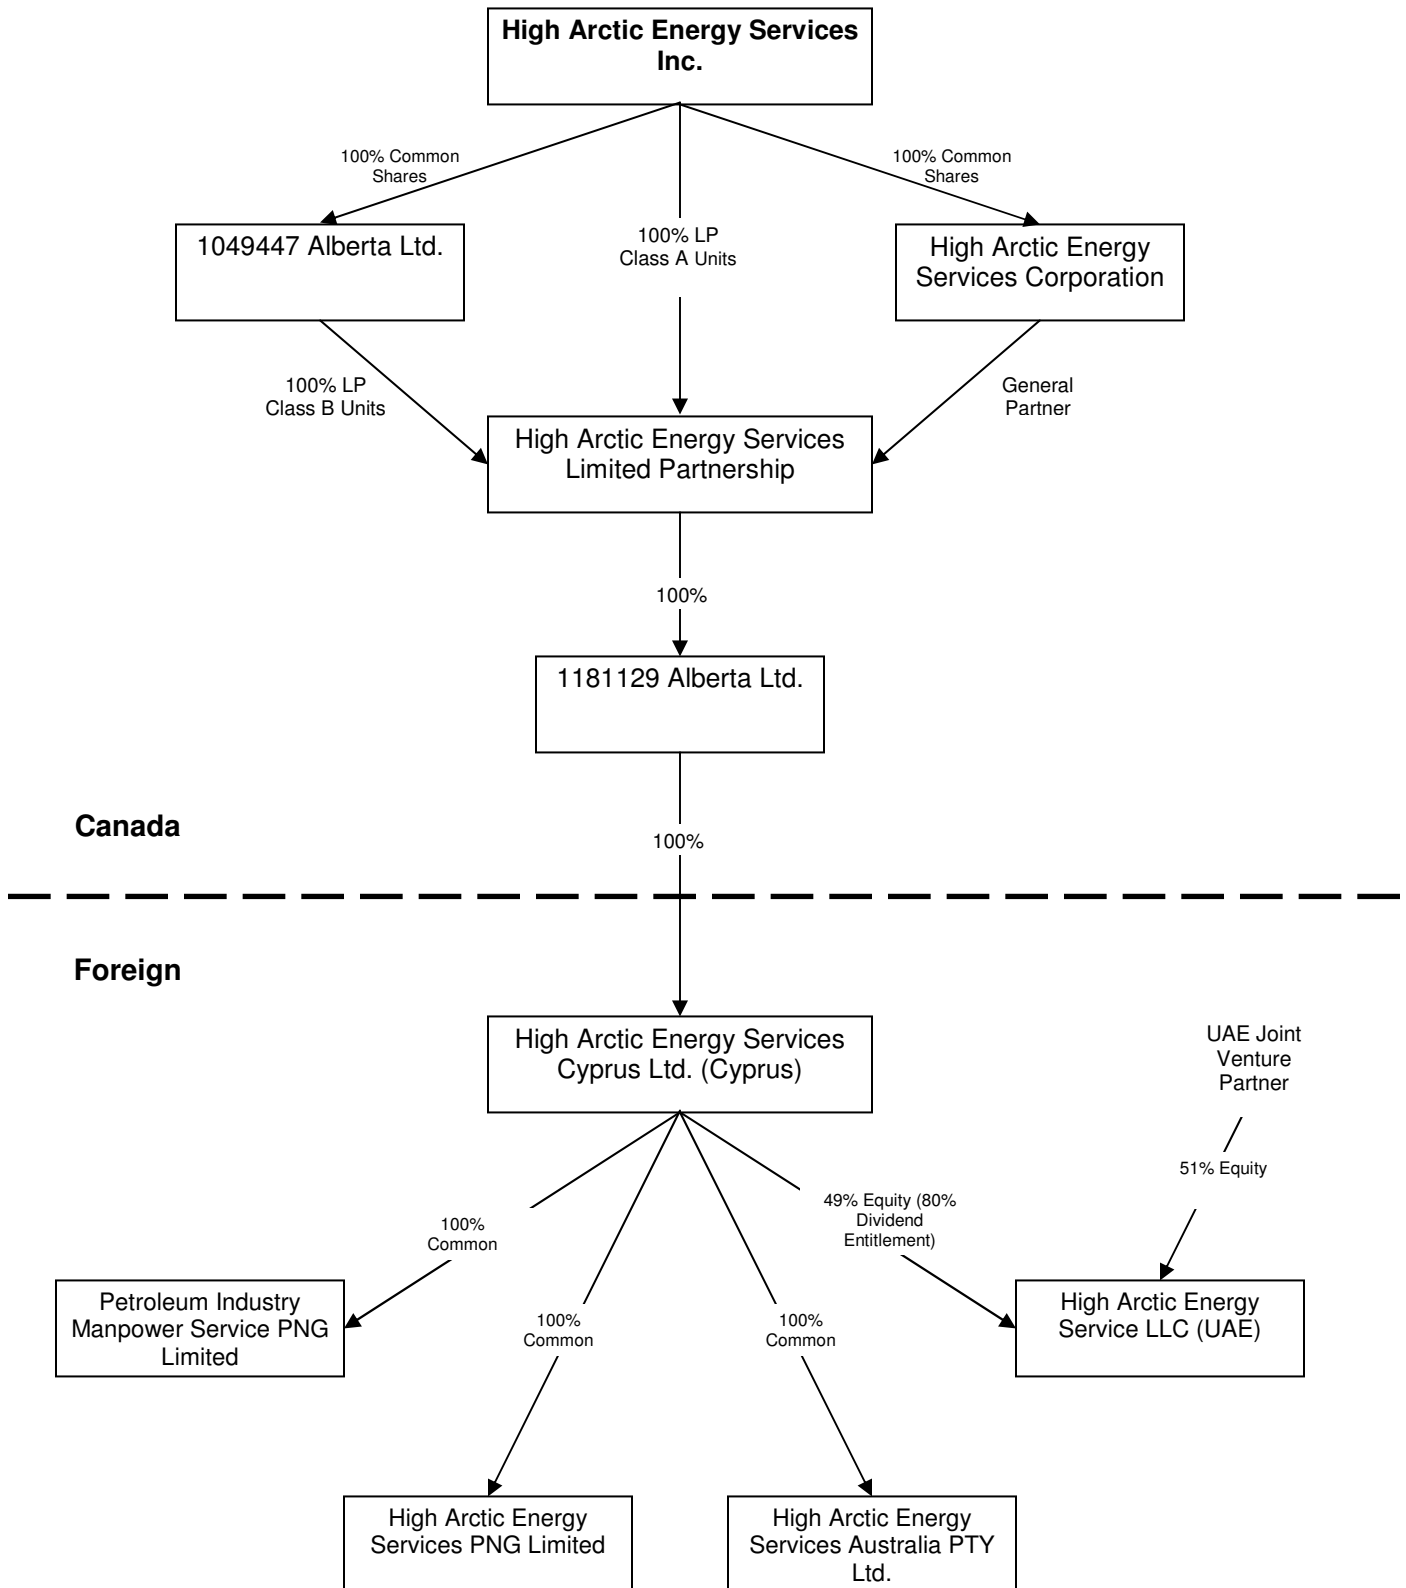 High Arctic Energy Services
Inc.
100% Common
Shares
100% Common
Shares
1049447 Alberta Ltd.
100% LP
Class A Units
High Arctic Energy
Services Corporation
100% LP
Class B Units
General
Partner
High Arctic Energy Services
Limited Partnership
100%
1181129 Alberta Ltd.
Canada
100%
Foreign
High Arctic Energy Services
Cyprus Ltd. (Cyprus)
UAE Joint
Venture
Partner
51% Equity
49% Equity (80%
Dividend
Entitlement)
100%
Common
Petroleum Industry
Manpower Service PNG
Limited
100%
Common
100%
Common
High Arctic Energy
Service LLC (UAE)
High Arctic Energy
Services PNG Limited
High Arctic Energy
Services Australia PTY
Ltd.